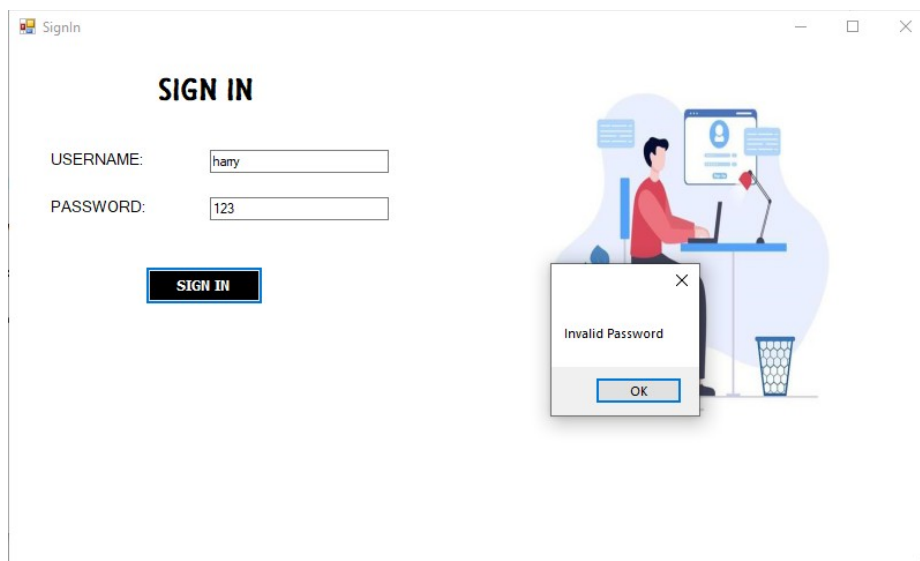 SignIn
SIGN IN
USERNAME:
harry
PASSWORD:
123
SIGN IN
Invalid Password
OK